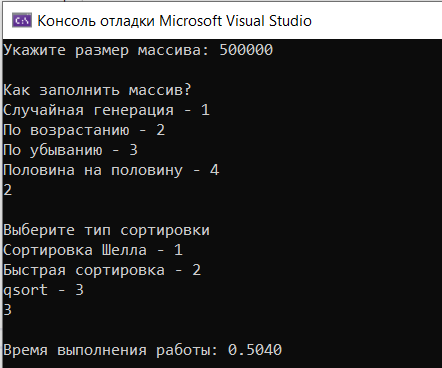 Консоль отладки Microsoft Visual Studio
Укажите размер массива: 500000
Как заполнить массив?
Случайная генерация - 1
По возрастанию - 2
По убыванию - 3
Половина на половину - 4
2
Выберите тип сортировки
Сортировка Шелла - 1
Быстрая сортировка - 2
qsort - 3
3
Время выполнения работы: 0.5040